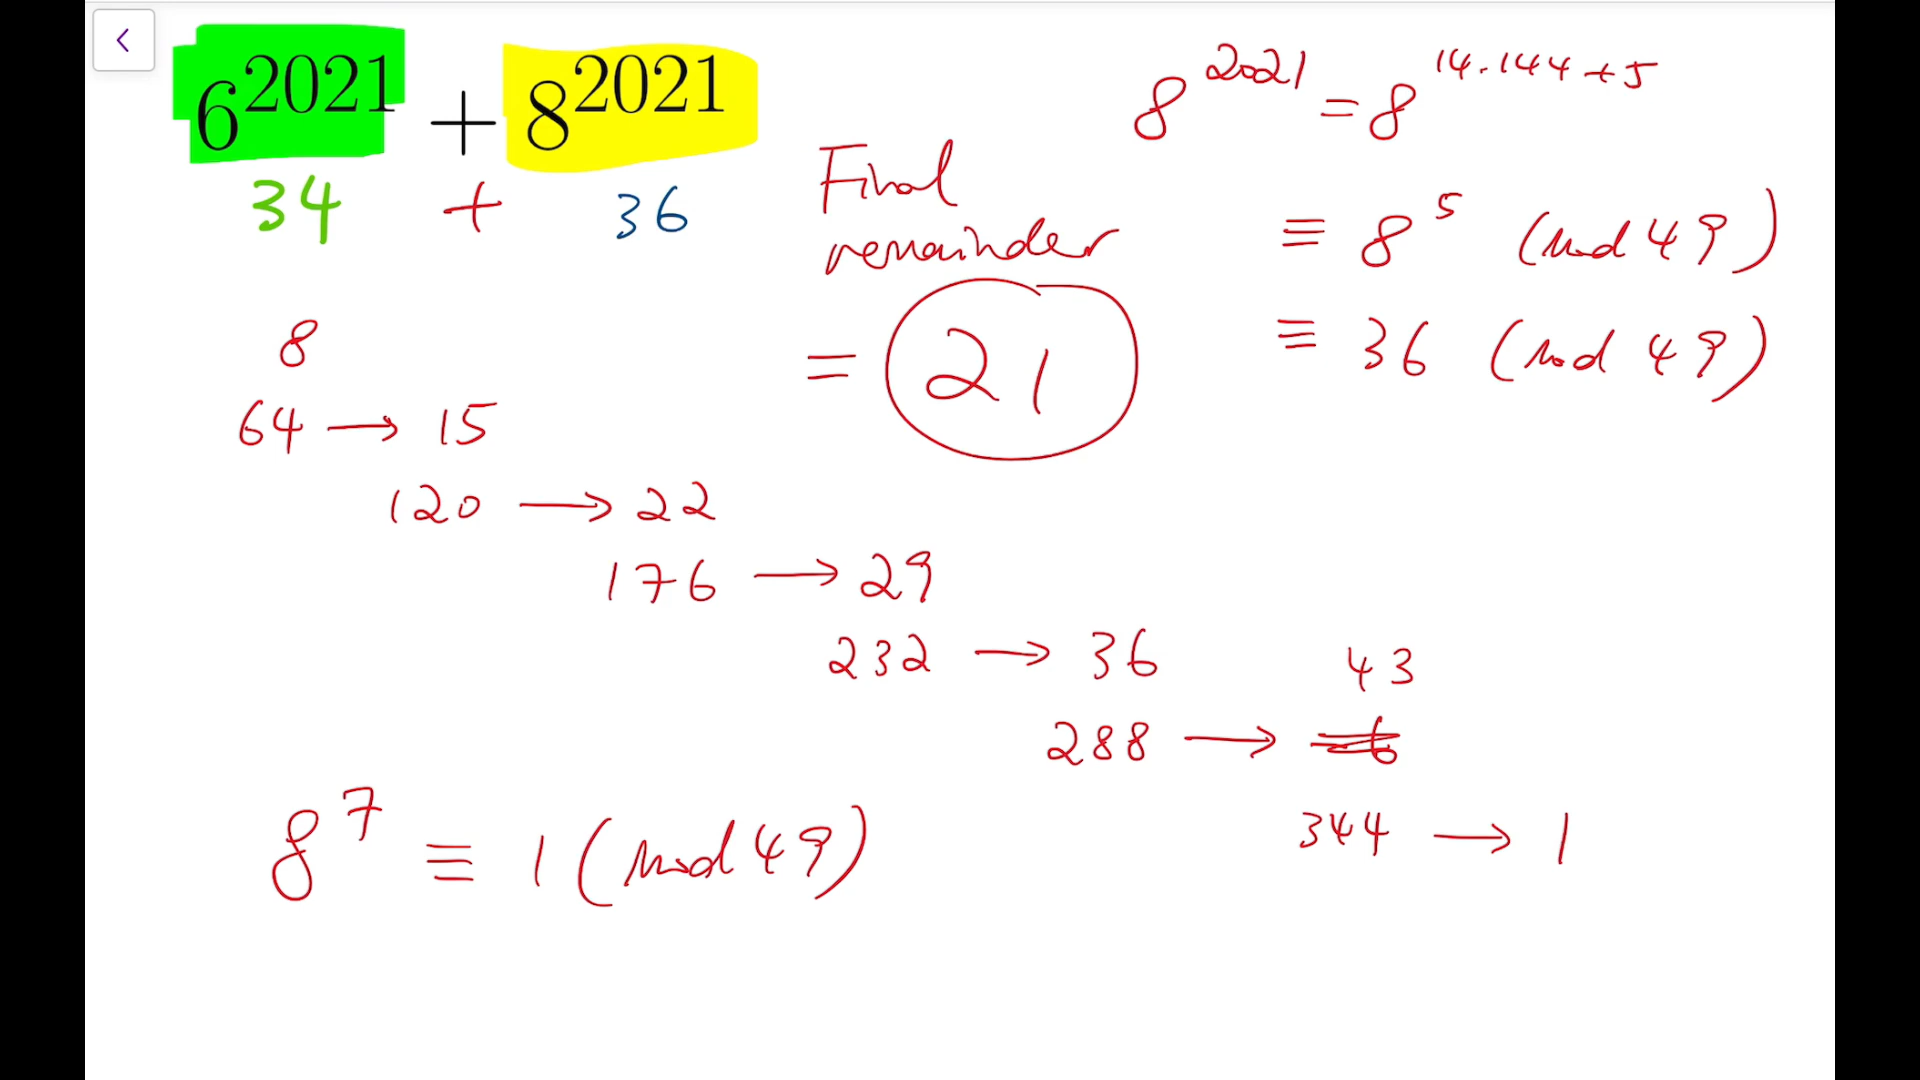 6^2021 + 8^2021
34 + 36
8
64 → 15
120 → 22
176 → 29
232 → 36
43
288 → -6
344 → 1
8^7 ≡ 1 (mod 49)
Final
remainder
= 21
8^2021 = 8^14·144+5
≡ 8^5 (mod 49)
≡ 36 (mod 49)